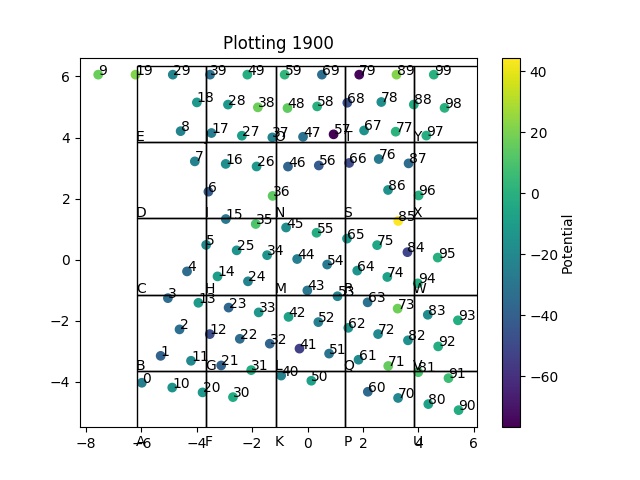 Plotting 1900
9 19 29 39 49 59 69 79 89 99
18 28 38 48 58 68 78 88 98
8 17 27 37 47 57 67 77 97
E J O T Y
7 16 26 46 56 66 76 87
6 36 86 96
D I N S X
15 35 45 55 65 75 85
5 25 34 44 54 64 74 84 95
4 14 24 43 53 94
C H M R W
3 13 23 33 42 52 63 73 83 93
2 12 22 32 41 51 62 72 82 92
1 11 21 31 61 71 81 91
B G L Q V
0 10 20 30 40 50 60 70 80 90
A F K P U
6
4
2
0
−2
−4
−8 −6 −4 −2 0 2 4 6
40
20
0
−20
−40
−60
Potential